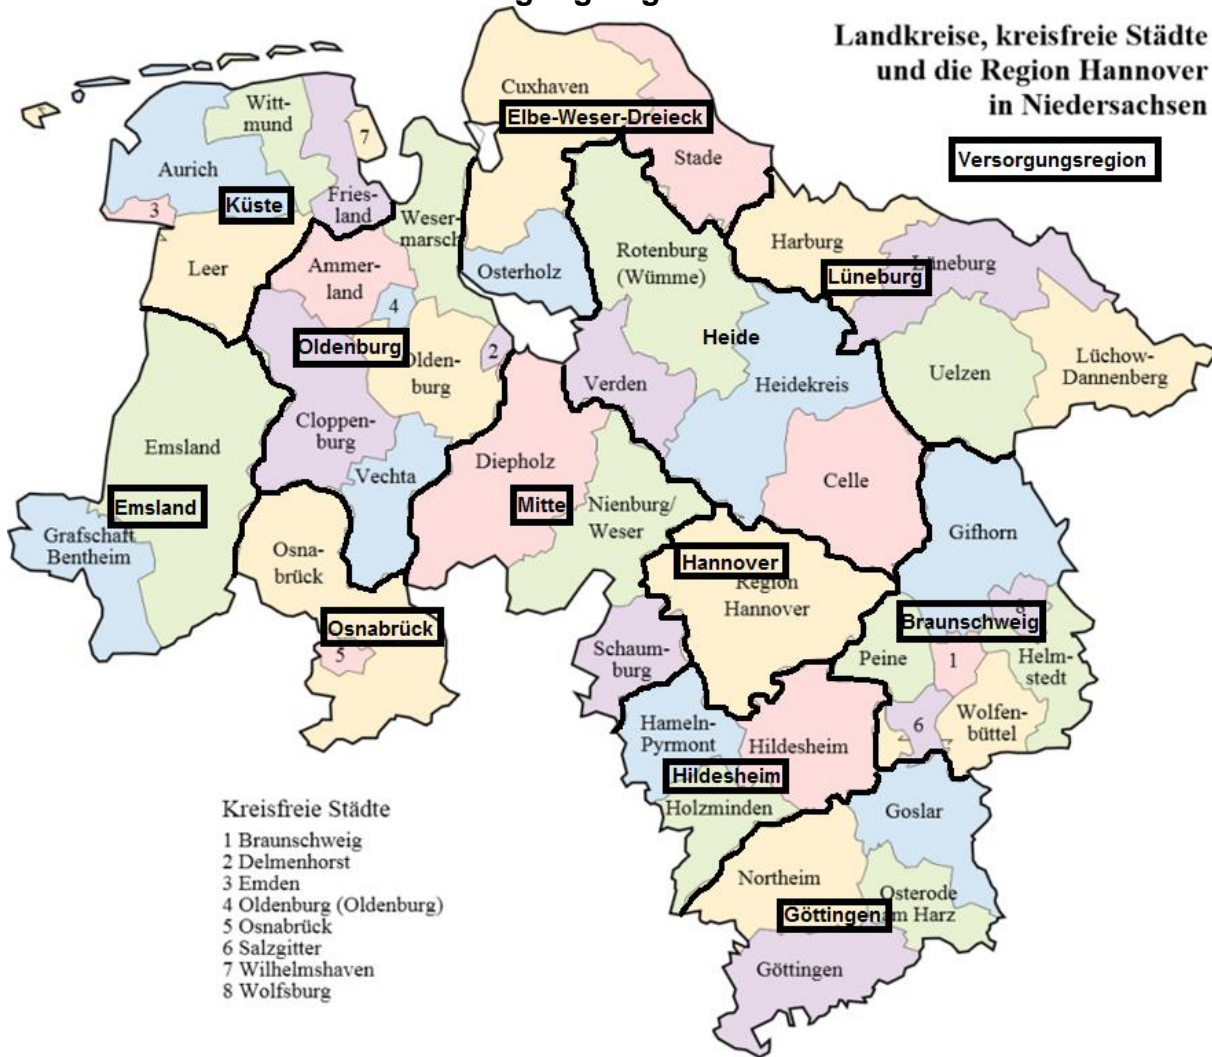 Landkreise, kreisfreie Städte
und die Region Hannover
in Niedersachsen
Versorgungsregion
Cuxhaven
Elbe-Weser-Dreieck
Stade
Witt-
mund
7
Aurich
Küste
3
Fries-
land
Weser-
marsch
Leer
Ammer-
land
4
Osterholz
Rotenburg
(Wümme)
Harburg
Lüneburg
Lüneburg
Oldenburg
Olden-
burg
2
Heide
Verden
Heidekreis
Uelzen
Lüchow-
Dannenberg
Cloppen-
burg
Emsland
Vechta
Diepholz
Celle
Emsland
Mitte
Nienburg/
Weser
Grafschaft
Bentheim
Osna-
brück
Gifhorn
Hannover
Region
Hannover
Osnabrück
5
Braunschweig
8
Schaum-
burg
Peine
1
Helm-
stedt
Hameln-
Pyrmont
Hildesheim
6
Wolfen-
büttel
Hildesheim
Holzminden
Goslar
Northeim
Osterode
am Harz
Göttingen
Göttingen
Kreisfreie Städte
1 Braunschweig
2 Delmenhorst
3 Emden
4 Oldenburg (Oldenburg)
5 Osnabrück
6 Salzgitter
7 Wilhelmshaven
8 Wolfsburg